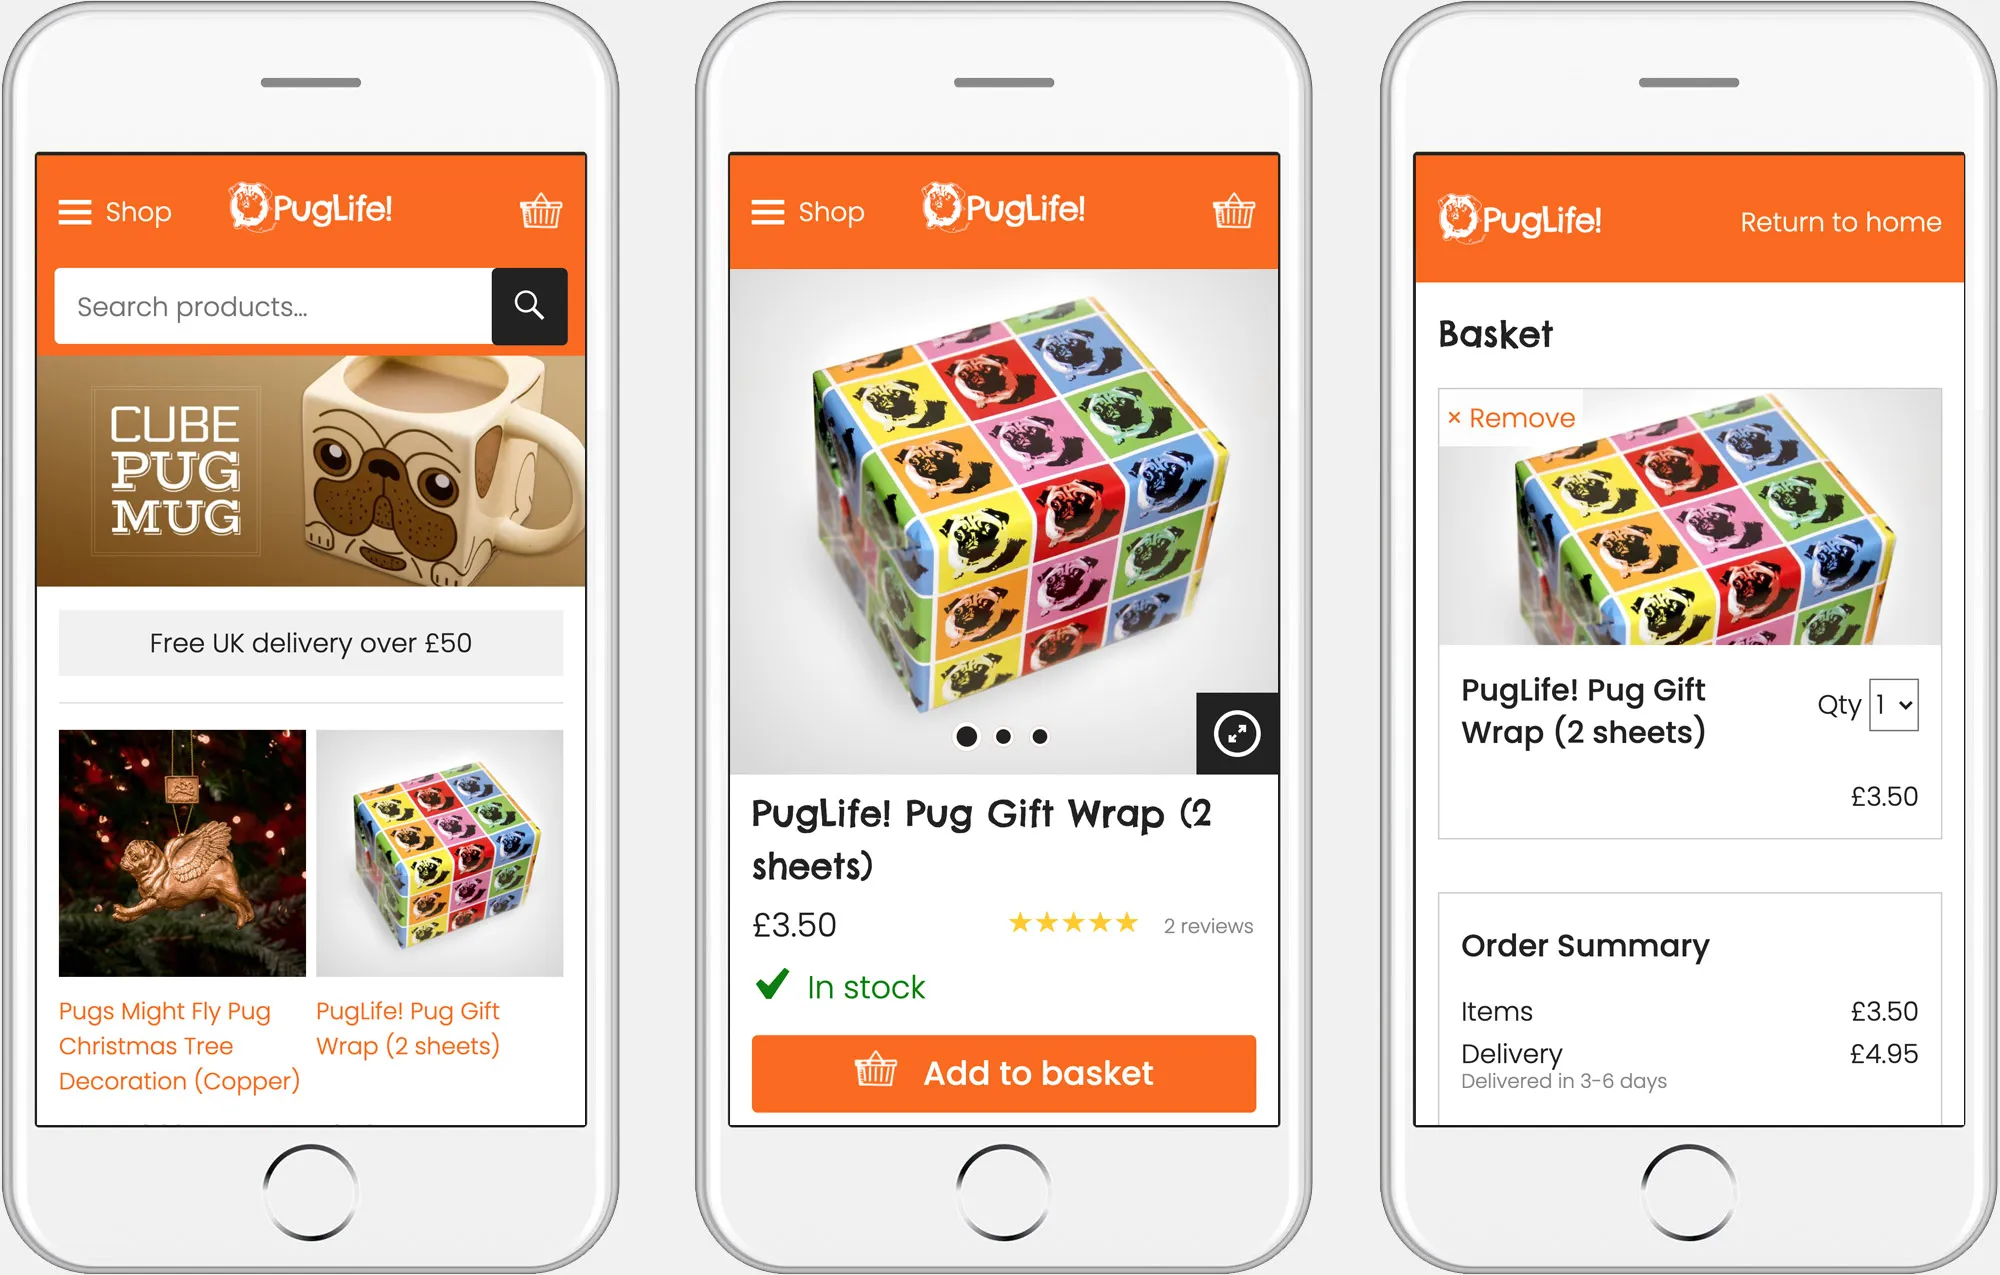 Shop
PugLife!
Search products...
CUBE
PUG
MUG
Free UK delivery over £50
Pugs Might Fly Pug
Christmas Tree
Decoration (Copper)
PugLife! Pug Gift
Wrap (2 sheets)
Shop
PugLife!
PugLife! Pug Gift Wrap (2
sheets)
£3.50
2 reviews
In stock
Add to basket
PugLife!
Return to home
Basket
× Remove
PugLife! Pug Gift
Wrap (2 sheets)
Qty 1
£3.50
Order Summary
Items £3.50
Delivery £4.95
Delivered in 3-6 days